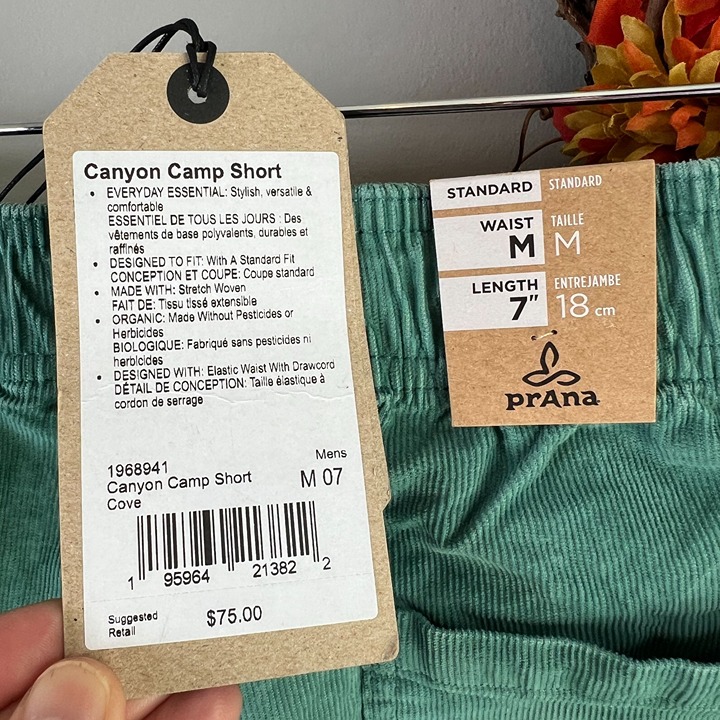 Canyon Camp Short
• EVERYDAY ESSENTIAL: Stylish, versatile &
comfortable
ESSENTIEL DE TOUS LES JOURS : Des
vêtements de base polyvalents, durables et
raffinés
• DESIGNED TO FIT: With A Standard Fit
CONCEPTION ET COUPE: Coupe standard
• MADE WITH: Stretch Woven
FAIT DE: Tissu tissé extensible
• ORGANIC: Made Without Pesticides or
Herbicides
BIOLOGIQUE: Fabriqué sans pesticides ni
herbicides
• DESIGNED WITH: Elastic Waist With Drawcord
DÉTAIL DE CONCEPTION: Taille élastique à
cordon de serrage
Mens
1968941
Canyon Camp Short M 07
Cove
1 95964 21382 2
Suggested
Retail
$75.00
STANDARD STANDARD
WAIST TAILLE
M M
LENGTH ENTREJAMBE
7" 18 cm
prAna